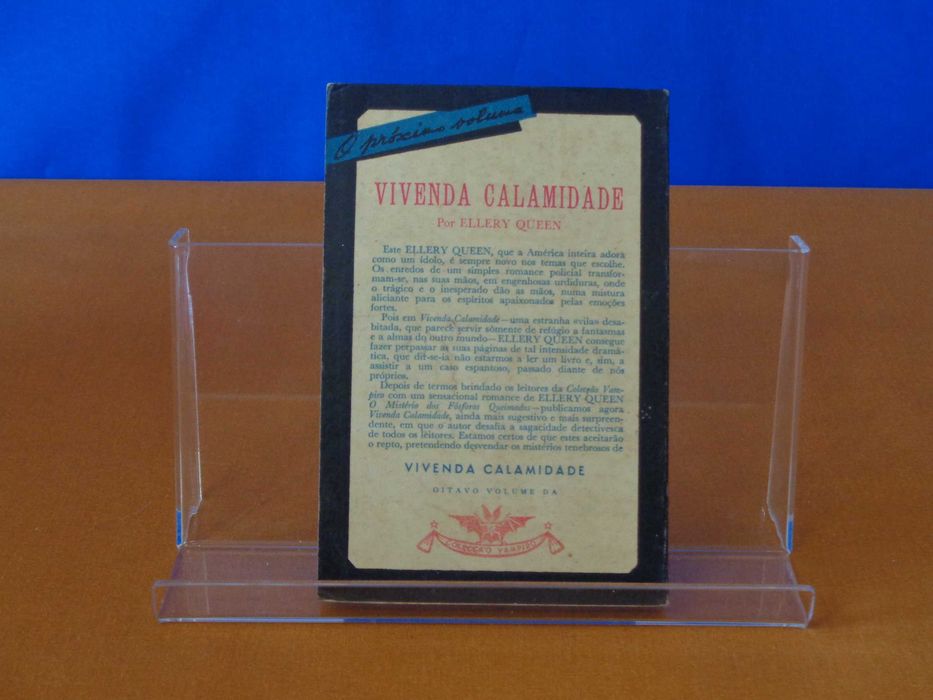 O próximo volume
VIVENDA CALAMIDADE
Por ELLERY QUEEN
Este ELLERY QUEEN, que a América inteira adora
como um ídolo, é sempre novo nos temas que escolhe.
Os enredos de um simples romance policial transfor-
mam-se, nas suas mãos, em engenhosas urdiduras, onde
o trágico e o inesperado dão as mãos, numa mistura
aliciante para os espíritos apaixonados pelas emoções
fortes.
Pois em Vivenda Calamidade—uma estranha «vila» desa-
bitada, que parece servir sòmente de refúgio a fantasmas
e a almas do outro mundo—ELLERY QUEEN consegue
fazer perpassar as suas páginas de tal intensidade dramá-
tica, que dir-se-ia não estarmos a ler um livro e, sim, a
assistir a um caso espantoso, passado diante de nós
próprios.
Depois de termos brindado os leitores da Colecção Vam-
piro com um sensacional romance de ELLERY QUEEN
O Mistério dos Fósforos Queimados—publicamos agora
Vivenda Calamidade, ainda mais sugestivo e mais surpreen-
dente, em que o autor desafia a sagacidade detectivesca
de todos os leitores. Estamos certos de que estes aceitarão
o repto, pretendendo desvendar os mistérios tenebrosos de
VIVENDA CALAMIDADE
OITAVO VOLUME DA
COLECÇÃO VAMPIRO